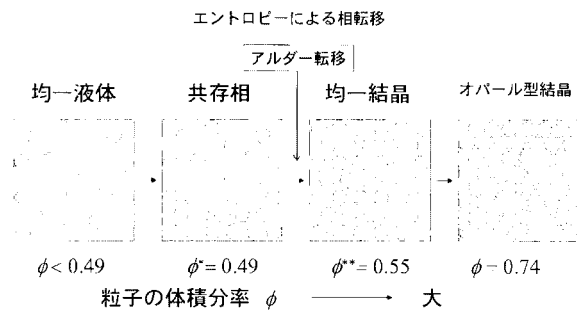 エントロピーによる相転移
アルダー転移
均一液体 共存相 均一結晶 オパール型結晶
ϕ < 0.49 ϕ* = 0.49 ϕ** = 0.55 ϕ = 0.74
粒子の体積分率 ϕ ⟶ 大